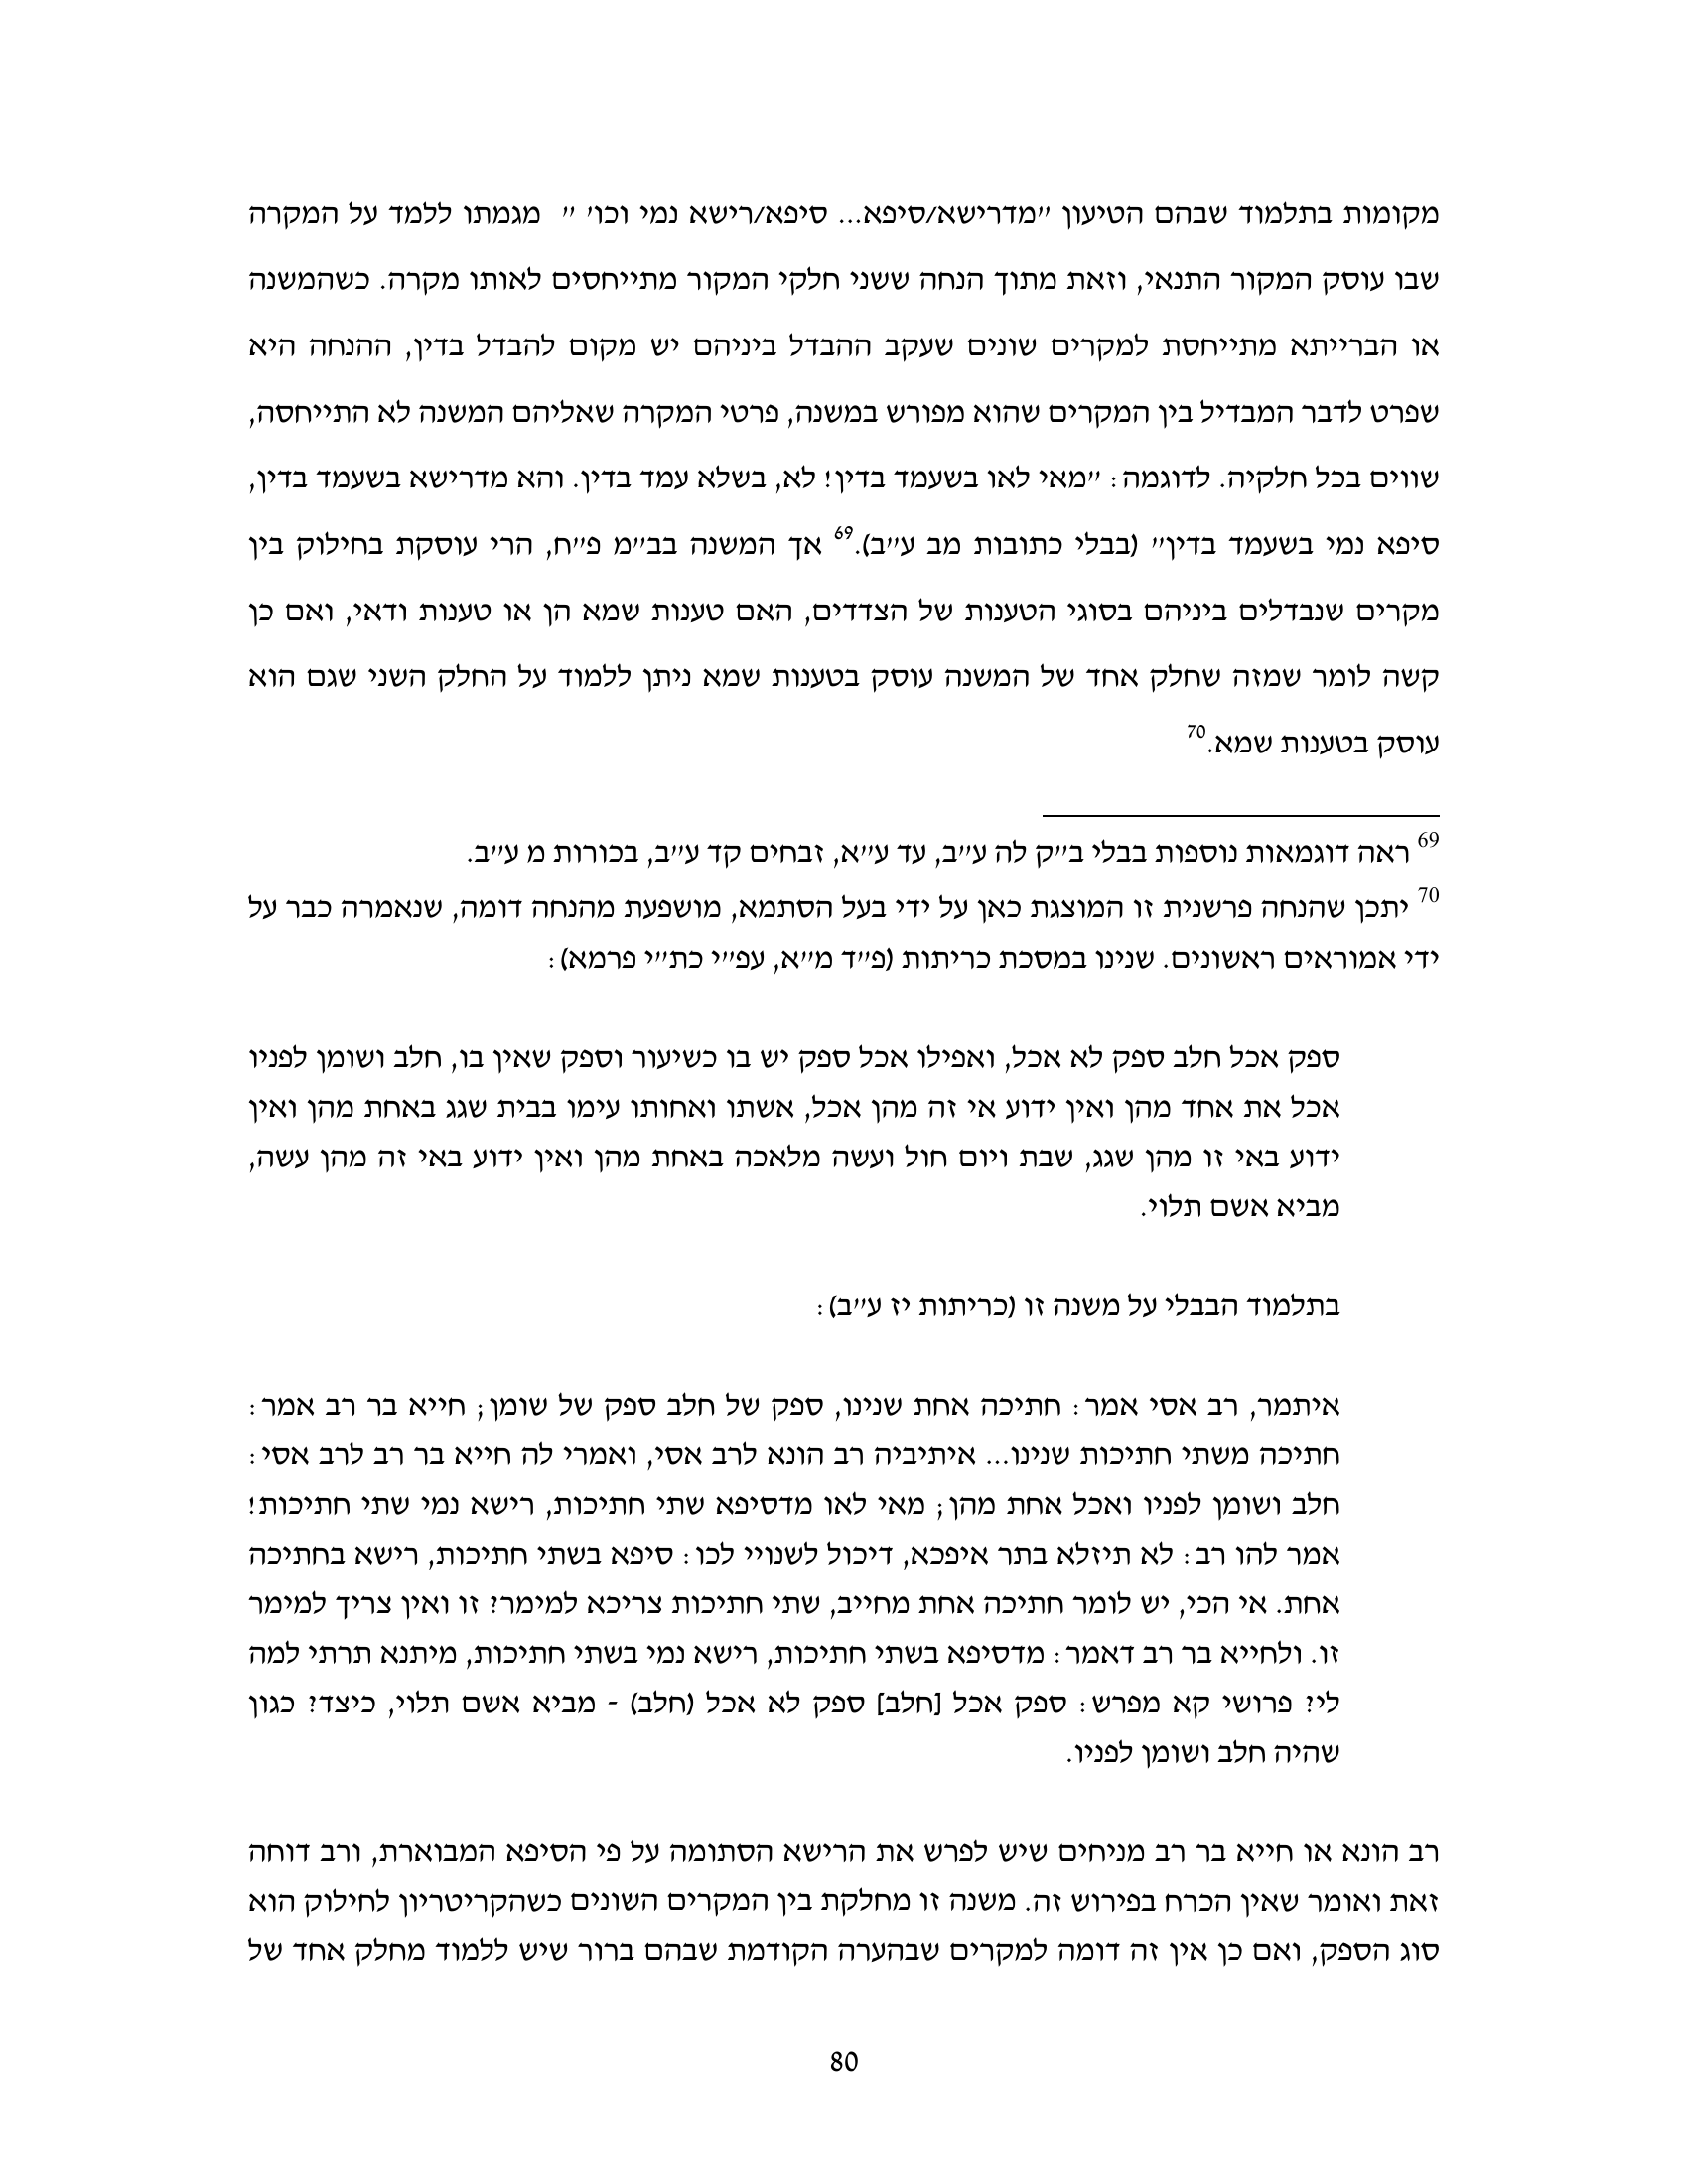 מקומות בתלמוד שבהם הטיעון "מדרישא/סיפא... סיפא/רישא נמי וכו' " מגמתו ללמד על המקרה
שבו עוסק המקור התנאי, וזאת מתוך הנחה ששני חלקי המקור מתייחסים לאותו מקרה. כשהמשנה
או הברייתא מתייחסת למקרים שונים שעקב ההבדל ביניהם יש מקום להבדל בדין, ההנחה היא
שפרט לדבר המבדיל בין המקרים שהוא מפורש במשנה, פרטי המקרה שאליהם המשנה לא התייחסה,
שווים בכל חלקיה. לדוגמה: "מאי לאו בשעמד בדין! לא, בשלא עמד בדין. והא מדרישא בשעמד בדין,
סיפא נמי בשעמד בדין" (בבלי כתובות מב ע"ב).69 אך המשנה בב"מ פ"ח, הרי עוסקת בחילוק בין
מקרים שנבדלים ביניהם בסוגי הטענות של הצדדים, האם טענות שמא הן או טענות ודאי, ואם כן
קשה לומר שמזה שחלק אחד של המשנה עוסק בטענות שמא ניתן ללמוד על החלק השני שגם הוא
עוסק בטענות שמא.70
69 ראה דוגמאות נוספות בבלי ב"ק לה ע"ב, עד ע"א, זבחים קד ע"ב, בכורות מ ע"ב.
70 יתכן שהנחה פרשנית זו המוצגת כאן על ידי בעל הסתמא, מושפעת מהנחה דומה, שנאמרה כבר על
ידי אמוראים ראשונים. שנינו במסכת כריתות (פ"ד מ"א, עפ"י כת"י פרמא):
ספק אכל חלב ספק לא אכל, ואפילו אכל ספק יש בו כשיעור וספק שאין בו, חלב ושומן לפניו
אכל את אחד מהן ואין ידוע אי זה מהן אכל, אשתו ואחותו עימו בבית שגג באחת מהן ואין
ידוע באי זו מהן שגג, שבת ויום חול ועשה מלאכה באחת מהן ואין ידוע באי זה מהן עשה,
מביא אשם תלוי.
בתלמוד הבבלי על משנה זו (כריתות יז ע"ב):
איתמר, רב אסי אמר: חתיכה אחת שנינו, ספק של חלב ספק של שומן; חייא בר רב אמר:
חתיכה משתי חתיכות שנינו... איתיביה רב הונא לרב אסי, ואמרי לה חייא בר רב לרב אסי:
חלב ושומן לפניו ואכל אחת מהן; מאי לאו מדסיפא שתי חתיכות, רישא נמי שתי חתיכות!
אמר להו רב: לא תיזלא בתר איפכא, דיכול לשנויי לכו: סיפא בשתי חתיכות, רישא בחתיכה
אחת. אי הכי, יש לומר חתיכה אחת מחייב, שתי חתיכות צריכא למימר? זו ואין צריך למימר
זו. ולחייא בר רב דאמר: מדסיפא בשתי חתיכות, רישא נמי בשתי חתיכות, מיתנא תרתי למה
לי? פרושי קא מפרש: ספק אכל [חלב] ספק לא אכל (חלב) - מביא אשם תלוי, כיצד? כגון
שהיה חלב ושומן לפניו.
רב הונא או חייא בר רב מניחים שיש לפרש את הרישא הסתומה על פי הסיפא המבוארת, ורב דוחה
זאת ואומר שאין הכרח בפירוש זה. משנה זו מחלקת בין המקרים השונים כשהקריטריון לחילוק הוא
סוג הספק, ואם כן אין זה דומה למקרים שבהערה הקודמת שבהם ברור שיש ללמוד מחלק אחד של
80